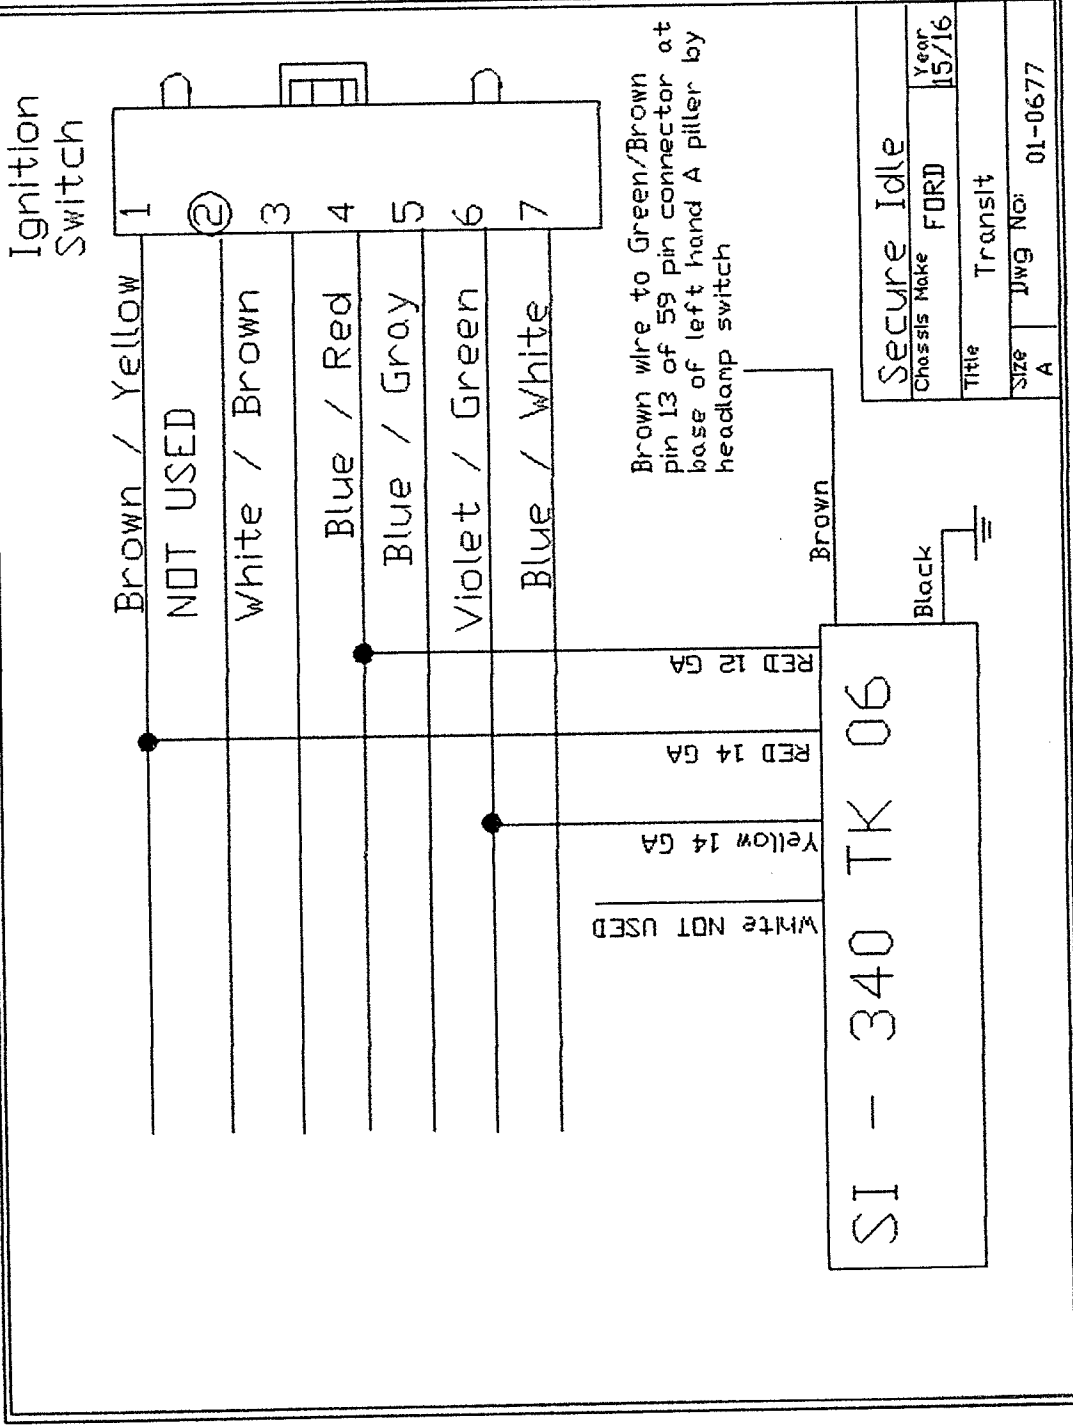 Ignition
Switch
1
2
3
4
5
6
7
Brown / Yellow
NOT USED
White / Brown
Blue / Red
Blue / Gray
Violet / Green
Blue / White
Brown wire to Green/Brown
pin 13 of 59 pin connector at
base of left hand A piller by
headlamp switch
RED 12 GA
RED 14 GA
Yellow 14 GA
White NOT USED
Brown
Black
SI - 340 TK 06
Secure Idle
Chassis Make
FORD
Year
15/16
Title
Transit
Size
A
Dwg No:
01-0677